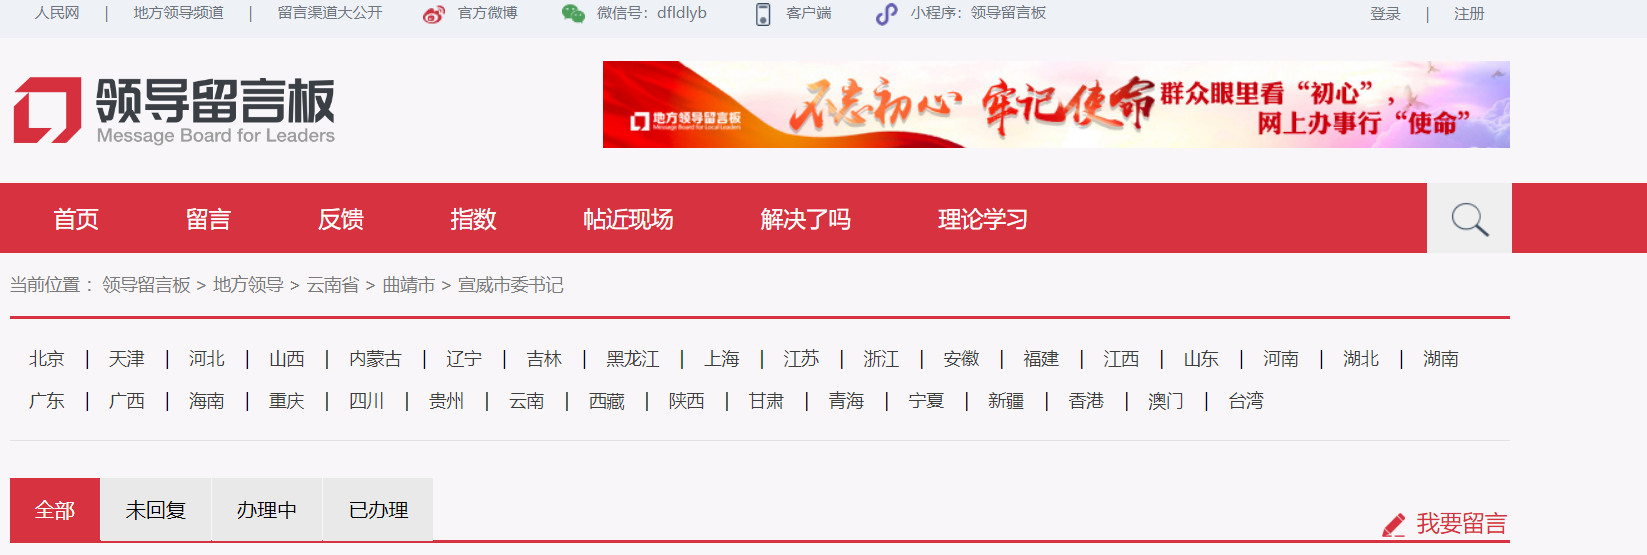 人民网 | 地方领导频道 | 留言渠道大公开 官方微博 微信号：dfldlyb 客户端 小程序：领导留言板 登录 | 注册
领导留言板
Message Board for Leaders
地方领导留言板
Message Board for Local Leaders
不忘初心 牢记使命
群众眼里看“初心”，
网上办事行“使命”
首页 留言 反馈 指数 帖近现场 解决了吗 理论学习
当前位置：领导留言板 > 地方领导 > 云南省 > 曲靖市 > 宣威市委书记
北京 | 天津 | 河北 | 山西 | 内蒙古 | 辽宁 | 吉林 | 黑龙江 | 上海 | 江苏 | 浙江 | 安徽 | 福建 | 江西 | 山东 | 河南 | 湖北 | 湖南
广东 | 广西 | 海南 | 重庆 | 四川 | 贵州 | 云南 | 西藏 | 陕西 | 甘肃 | 青海 | 宁夏 | 新疆 | 香港 | 澳门 | 台湾
全部 未回复 办理中 已办理
我要留言